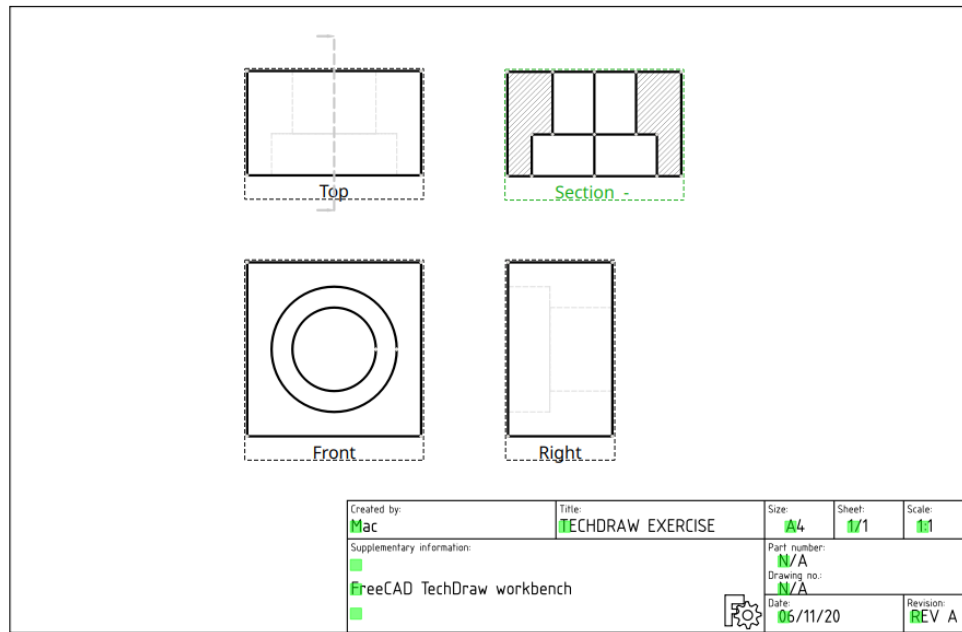 Top
Section -
Front
Right
Created by:
Mac
Title:
TECHDRAW EXERCISE
Size:
A4
Sheet:
1/1
Scale:
1:1
Supplementary information:
FreeCAD TechDraw workbench
Part number:
N/A
Drawing no.:
N/A
Date:
06/11/20
Revision:
REV A